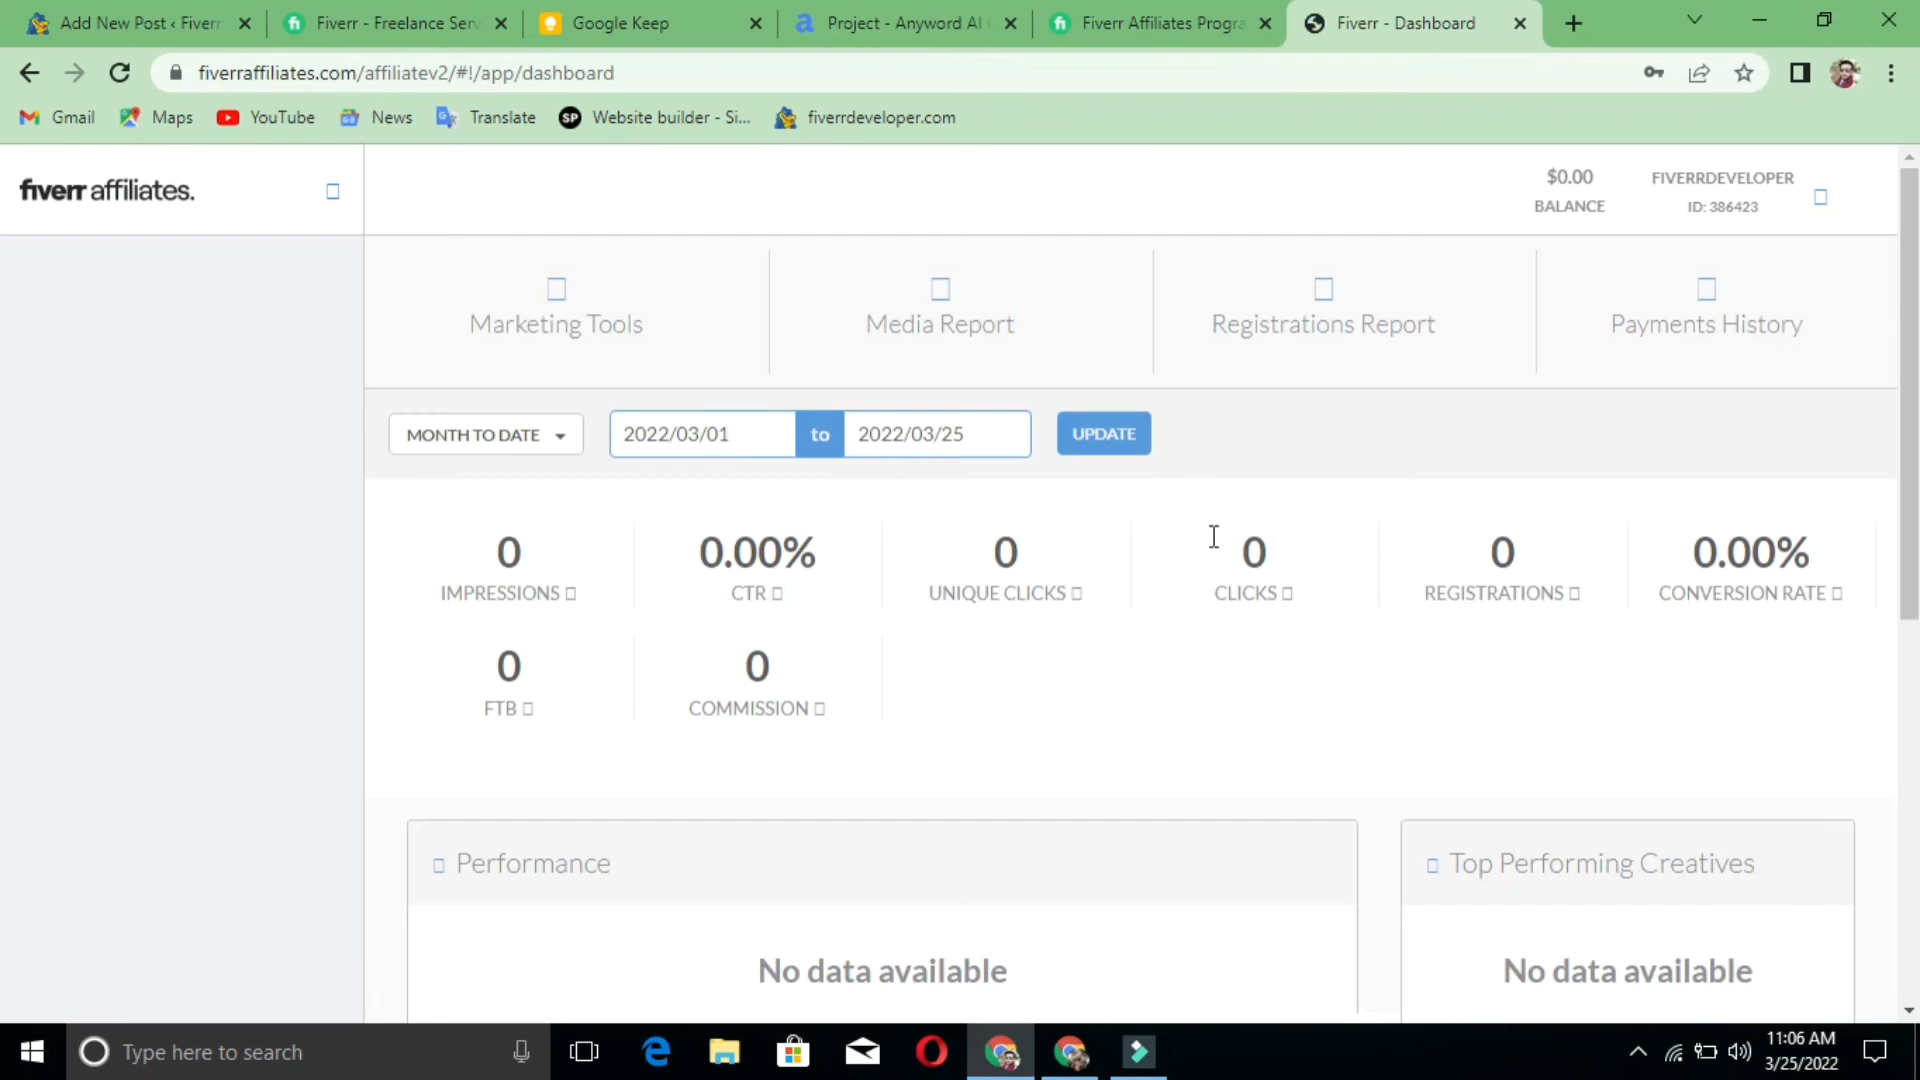 Add New Post ‹ Fiverr
Fiverr - Freelance Serv
Google Keep
Project - Anyword AI
Fiverr Affiliates Progra
Fiverr - Dashboard
fiverraffiliates.com/affiliatev2/#!/app/dashboard
Gmail
Maps
YouTube
News
Translate
Website builder - Si...
fiverrdeveloper.com
fiverr affiliates.
$0.00
BALANCE
FIVERRDEVELOPER
ID: 386423
Marketing Tools
Media Report
Registrations Report
Payments History
MONTH TO DATE
2022/03/01
to
2022/03/25
UPDATE
0
IMPRESSIONS
0.00%
CTR
0
UNIQUE CLICKS
0
CLICKS
0
REGISTRATIONS
0.00%
CONVERSION RATE
0
FTB
0
COMMISSION
Performance
No data available
Top Performing Creatives
No data available
Type here to search
11:06 AM
3/25/2022